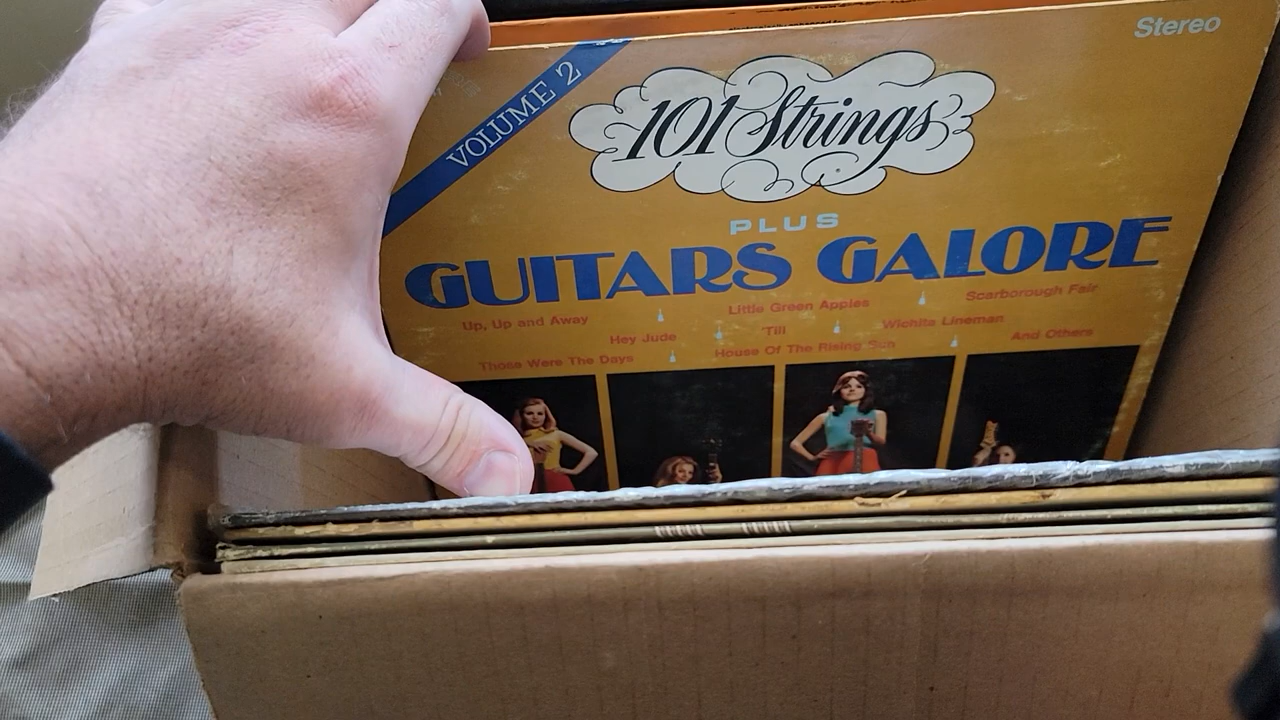 Stereo
VOLUME 2
101 Strings
PLUS
GUITARS GALORE
Up, Up and Away
Little Green Apples
Scarborough Fair
Hey Jude
'Till
Wichita Lineman
Those Were The Days
House Of The Rising Sun
And Others